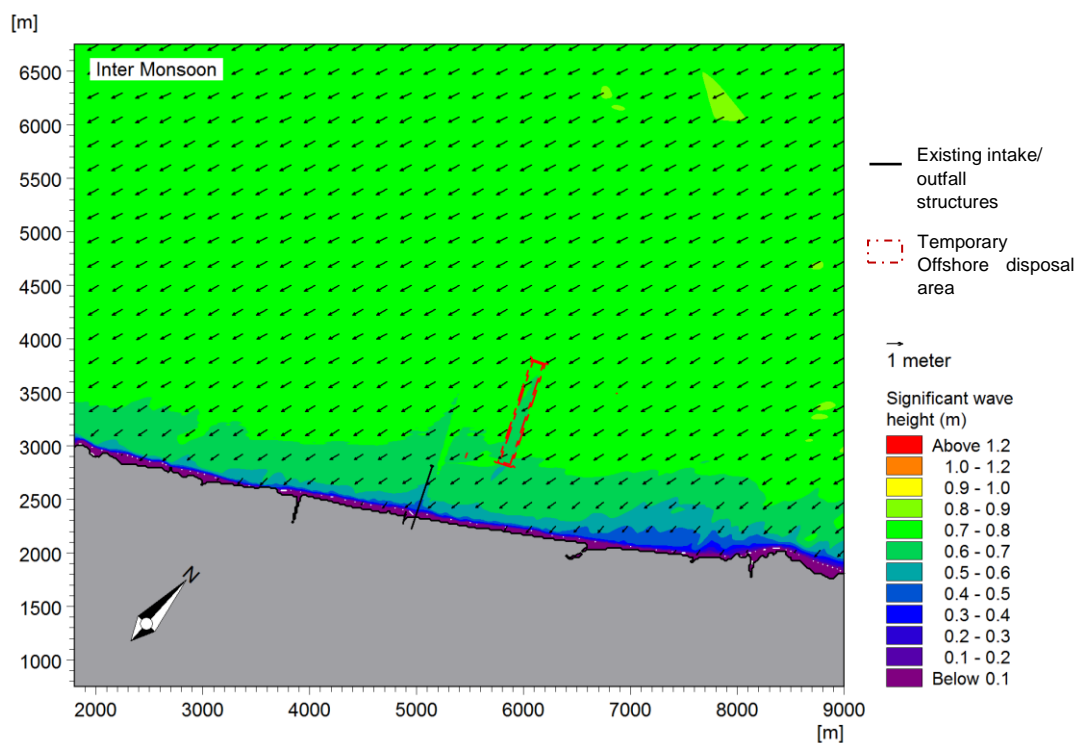 [m]
Inter Monsoon
6500
6000
5500
5000
4500
4000
3500
3000
2500
2000
1500
1000
N
2000 3000 4000 5000 6000 7000 8000 9000
[m]
Existing intake/
outfall
structures
Temporary
Offshore disposal
area
1 meter
Significant wave
height (m)
Above 1.2
1.0 - 1.2
0.9 - 1.0
0.8 - 0.9
0.7 - 0.8
0.6 - 0.7
0.5 - 0.6
0.4 - 0.5
0.3 - 0.4
0.2 - 0.3
0.1 - 0.2
Below 0.1